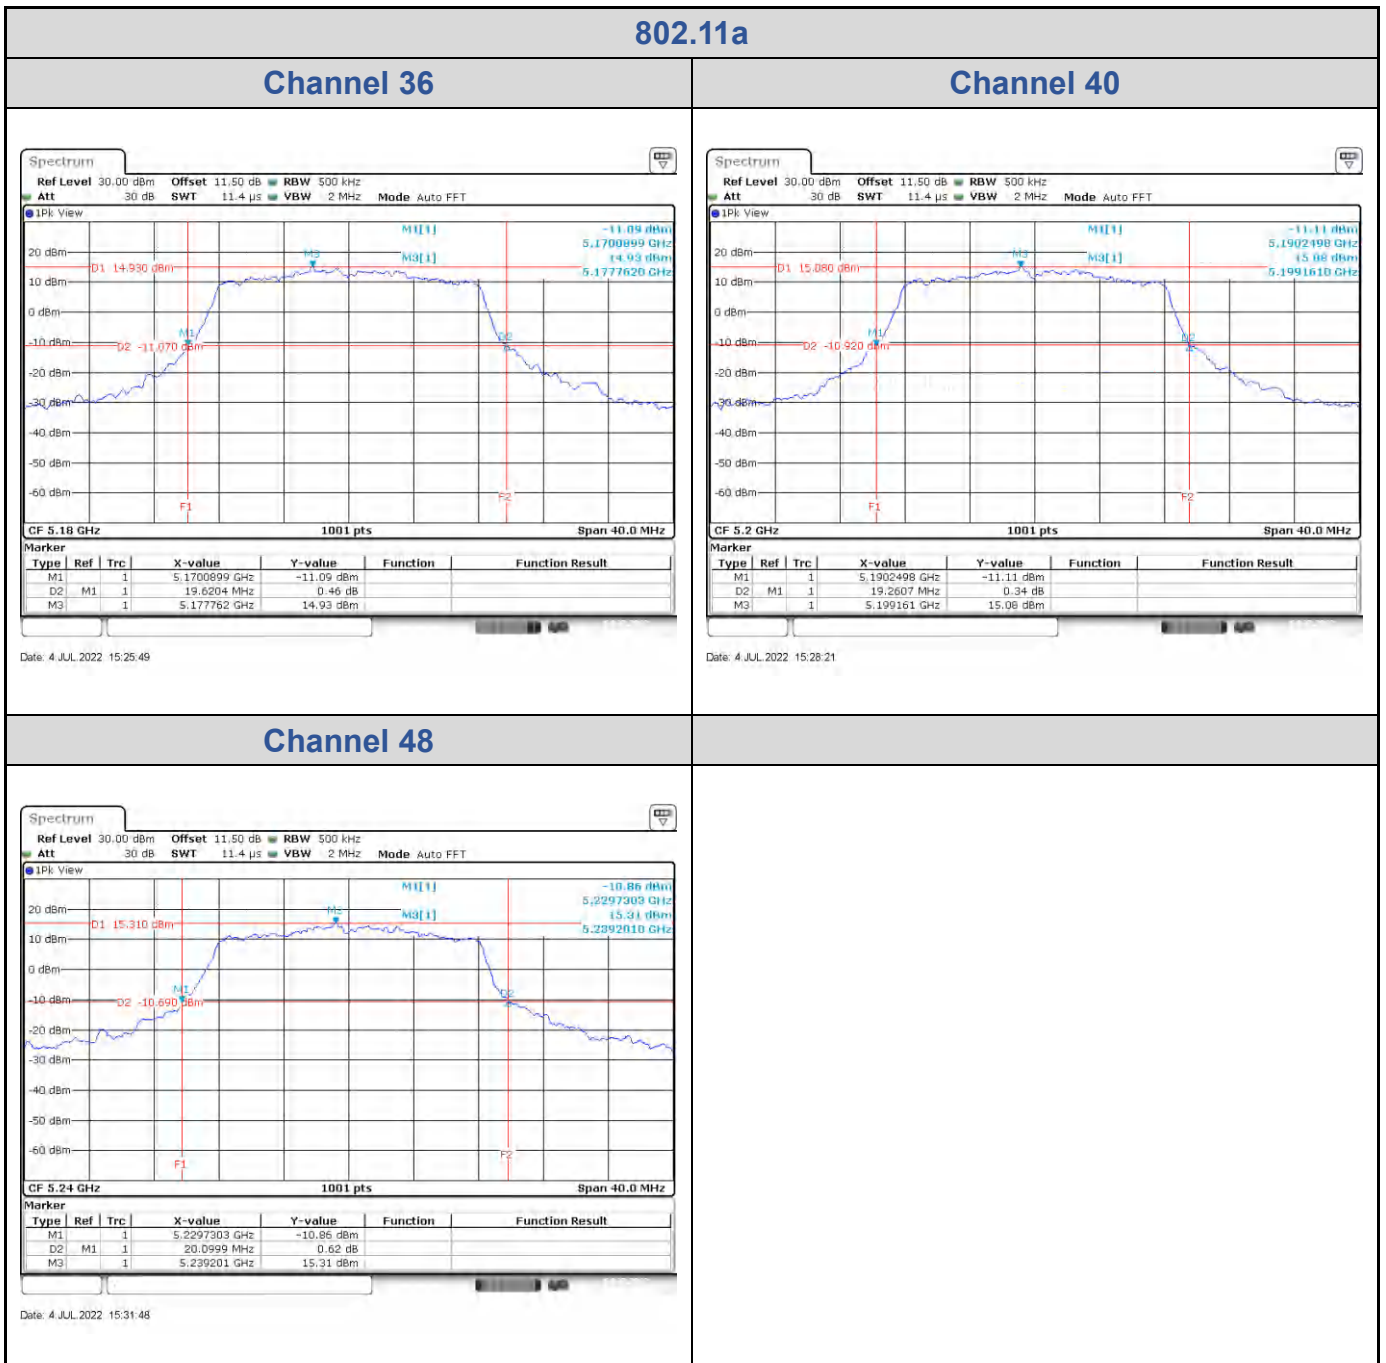 802.11a
Channel 36
Channel 40
Spectrum
Ref Level 30.00 dBm Offset 11.50 dB RBW 500 kHz
Att 30 dB SWT 11.4 µs VBW 2 MHz Mode Auto FFT
1Pk View
M1[1] -11.09 dBm
5.1700899 GHz
M3[1] 14.93 dBm
5.1777620 GHz
20 dBm
M3
D1 14.930 dBm
10 dBm
0 dBm
M1
D2
-10 dBm
D2 -11.070 dBm
-20 dBm
-30 dBm
-40 dBm
-50 dBm
-60 dBm
F1
F2
CF 5.18 GHz 1001 pts Span 40.0 MHz
Marker
Type Ref Trc X-value Y-value Function Function Result
M1 1 5.1700899 GHz -11.09 dBm
D2 M1 1 19.6204 MHz 0.46 dB
M3 1 5.177762 GHz 14.93 dBm
Date: 4.JUL.2022 15:25:49
Spectrum
Ref Level 30.00 dBm Offset 11.50 dB RBW 500 kHz
Att 30 dB SWT 11.4 µs VBW 2 MHz Mode Auto FFT
1Pk View
M1[1] -11.11 dBm
5.1902498 GHz
M3[1] 15.08 dBm
5.1991610 GHz
20 dBm
M3
D1 15.080 dBm
10 dBm
0 dBm
M1
D2
-10 dBm
D2 -10.920 dBm
-20 dBm
-30 dBm
-40 dBm
-50 dBm
-60 dBm
F1
F2
CF 5.2 GHz 1001 pts Span 40.0 MHz
Marker
Type Ref Trc X-value Y-value Function Function Result
M1 1 5.1902498 GHz -11.11 dBm
D2 M1 1 19.2607 MHz 0.34 dB
M3 1 5.199161 GHz 15.08 dBm
Date: 4.JUL.2022 15:28:21
Channel 48
Spectrum
Ref Level 30.00 dBm Offset 11.50 dB RBW 500 kHz
Att 30 dB SWT 11.4 µs VBW 2 MHz Mode Auto FFT
1Pk View
M1[1] -10.86 dBm
5.2297303 GHz
M3[1] 15.31 dBm
5.2392010 GHz
20 dBm
M3
D1 15.310 dBm
10 dBm
0 dBm
M1
D2
-10 dBm
D2 -10.690 dBm
-20 dBm
-30 dBm
-40 dBm
-50 dBm
-60 dBm
F1
F2
CF 5.24 GHz 1001 pts Span 40.0 MHz
Marker
Type Ref Trc X-value Y-value Function Function Result
M1 1 5.2297303 GHz -10.86 dBm
D2 M1 1 20.0999 MHz 0.62 dB
M3 1 5.239201 GHz 15.31 dBm
Date: 4.JUL.2022 15:31:48